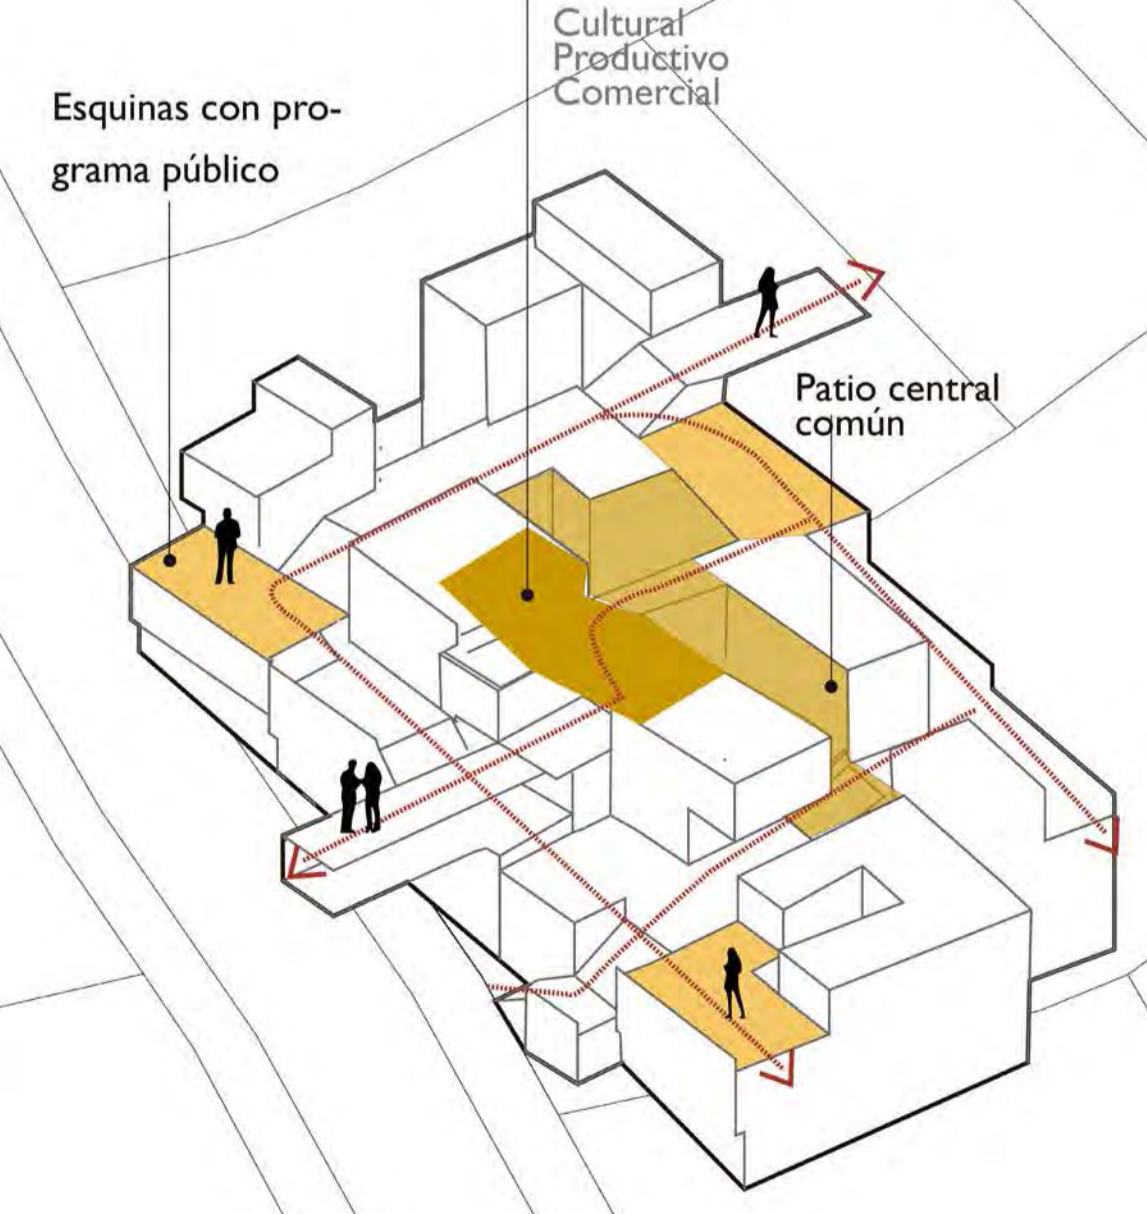 Cultural
Productivo
Comercial
Esquinas con pro-
grama público
Patio central
común